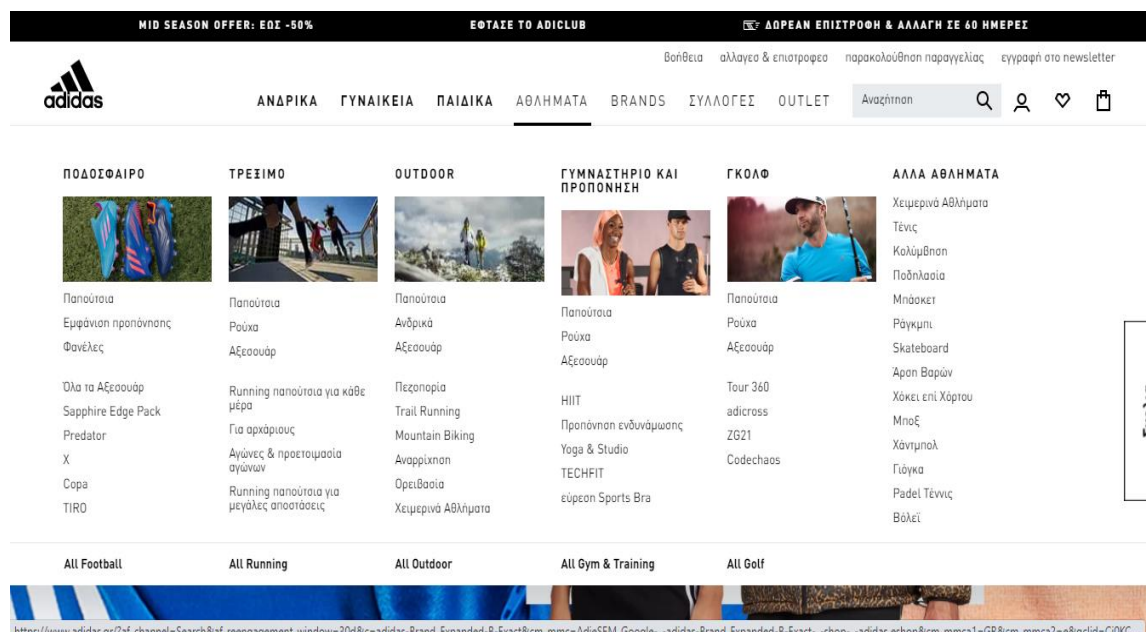 MID SEASON OFFER: ΕΩΣ -50%
ΕΦΤΑΣΕ ΤΟ ADICLUB
ΔΩΡΕΑΝ ΕΠΙΣΤΡΟΦΗ & ΑΛΛΑΓΗ ΣΕ 60 ΗΜΕΡΕΣ
βοήθεια αλλαγεσ & επιστροφεσ παρακολούθηση παραγγελίας εγγραφή στο newsletter
adidas
ΑΝΔΡΙΚΑ ΓΥΝΑΙΚΕΙΑ ΠΑΙΔΙΚΑ ΑΘΛΗΜΑΤΑ BRANDS ΣΥΛΛΟΓΕΣ OUTLET Αναζήτηση
ΠΟΔΟΣΦΑΙΡΟ
Παπούτσια
Εμφάνιση προπόνησης
Φανέλες
Όλα τα Αξεσουάρ
Sapphire Edge Pack
Predator
X
Copa
TIRO
All Football
ΤΡΕΞΙΜΟ
Παπούτσια
Ρούχα
Αξεσουάρ
Running παπούτσια για κάθε
μέρα
Για αρχάριους
Αγώνες & προετοιμασία
αγώνων
Running παπούτσια για
μεγάλες αποστάσεις
All Running
OUTDOOR
Παπούτσια
Ανδρικά
Αξεσουάρ
Πεζοπορία
Trail Running
Mountain Biking
Αναρρίχηση
Ορειβασία
Χειμερινά Αθλήματα
All Outdoor
ΓΥΜΝΑΣΤΗΡΙΟ ΚΑΙ
ΠΡΟΠΟΝΗΣΗ
Παπούτσια
Ρούχα
Αξεσουάρ
HIIT
Προπόνηση ενδυνάμωσης
Yoga & Studio
TECHFIT
εύρεση Sports Bra
All Gym & Training
ΓΚΟΛΦ
Παπούτσια
Ρούχα
Αξεσουάρ
Tour 360
adicross
ZG21
Codechaos
All Golf
ΑΛΛΑ ΑΘΛΗΜΑΤΑ
Χειμερινά Αθλήματα
Τένις
Κολύμβηση
Ποδηλασία
Μπάσκετ
Ράγκμπι
Skateboard
Άρση Βαρών
Χόκεϊ επί Χόρτου
Μποξ
Χάντμπολ
Γιόγκα
Padel Τέννις
Βόλεϊ